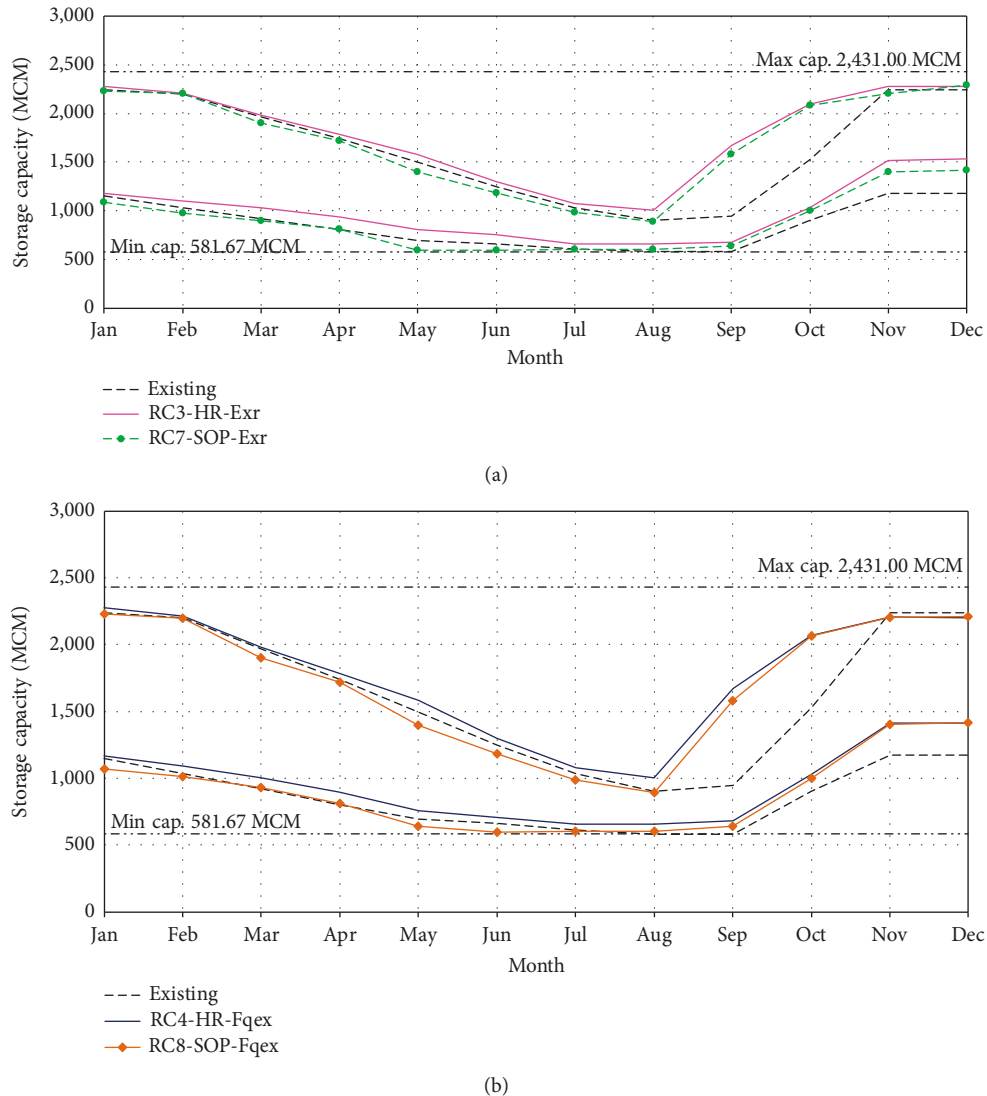 3,000
2,500
2,000
1,500
1,000
500
0
Storage capacity (MCM)
Max cap. 2,431.00 MCM
Min cap. 581.67 MCM
Jan Feb Mar Apr May Jun Jul Aug Sep Oct Nov Dec
Month
Existing
RC3-HR-Exr
RC7-SOP-Exr
(a)
3,000
2,500
2,000
1,500
1,000
500
0
Storage capacity (MCM)
Max cap. 2,431.00 MCM
Min cap. 581.67 MCM
Jan Feb Mar Apr May Jun Jul Aug Sep Oct Nov Dec
Month
Existing
RC4-HR-Fqex
RC8-SOP-Fqex
(b)